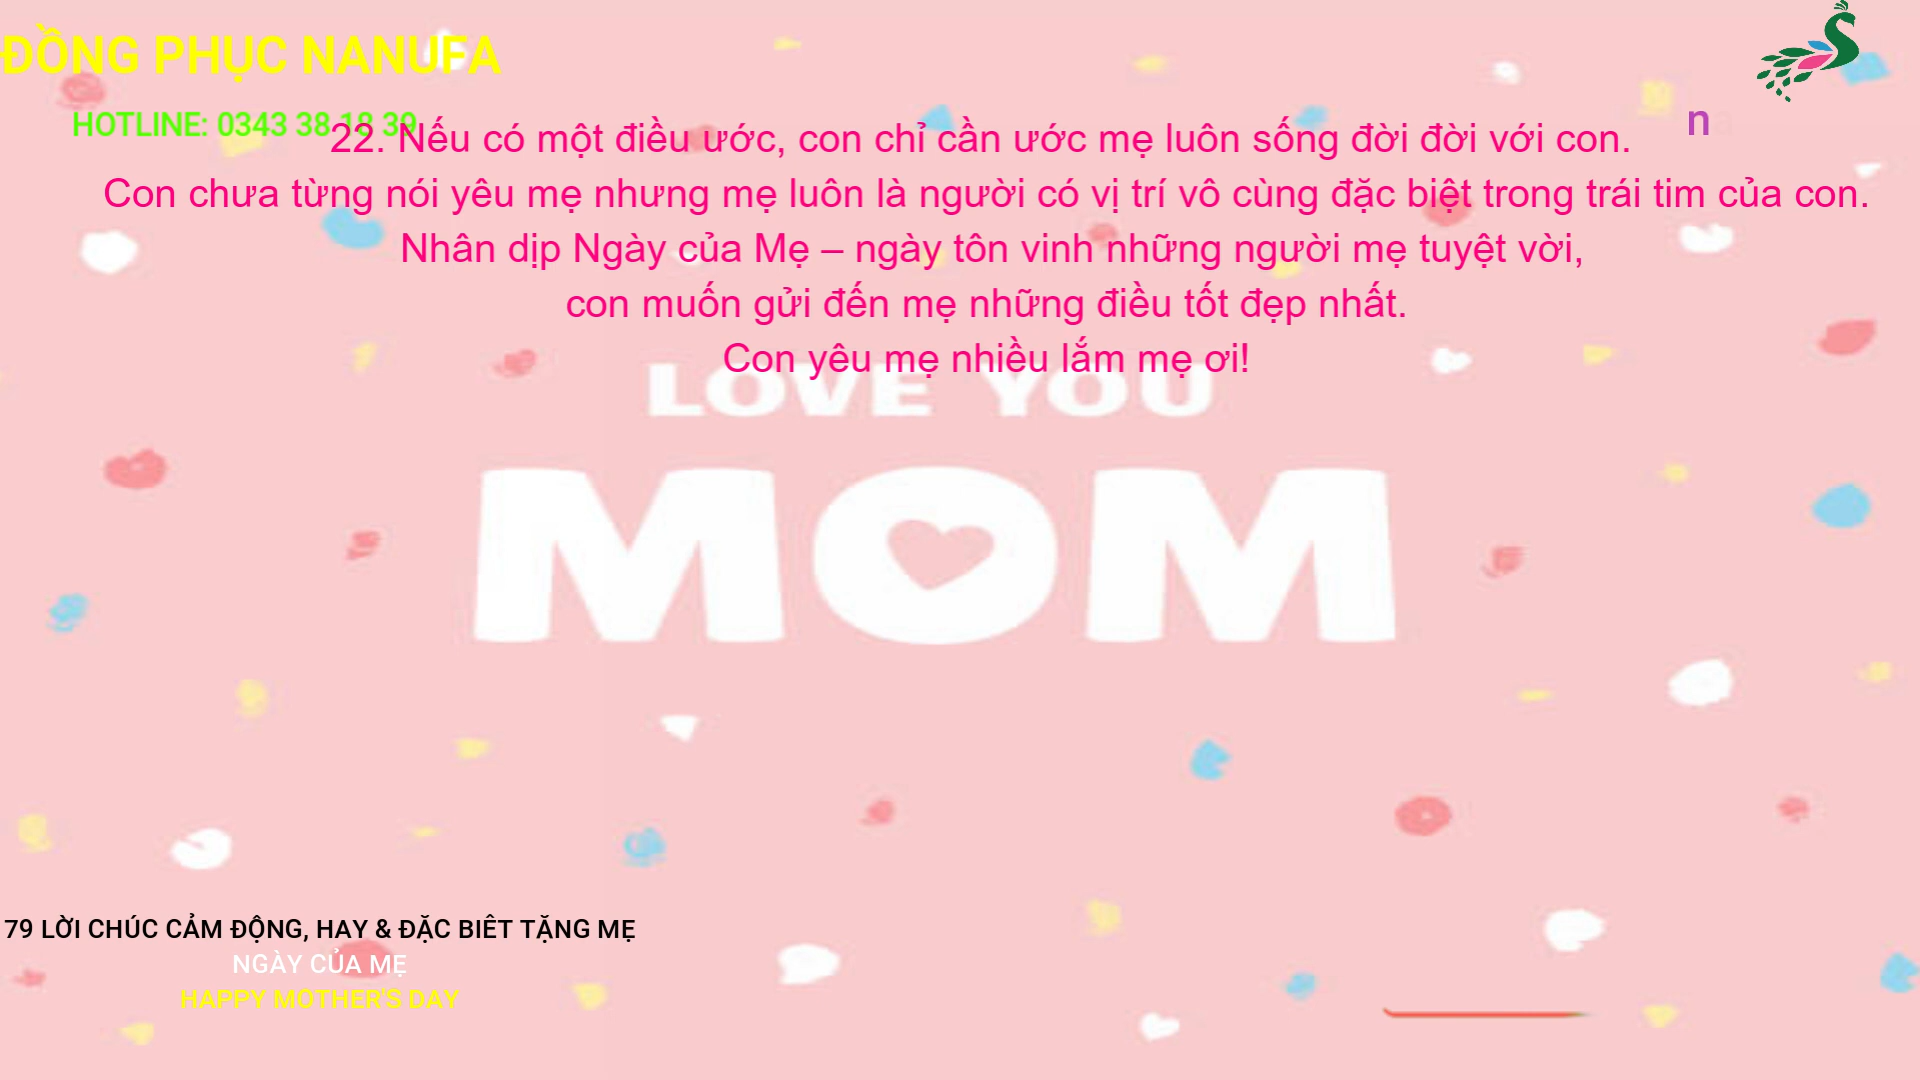 ĐỒNG PHỤC NANUFA
HOTLINE: 0343 38 18 39
n
22. Nếu có một điều ước, con chỉ cần ước mẹ luôn sống đời đời với con.
Con chưa từng nói yêu mẹ nhưng mẹ luôn là người có vị trí vô cùng đặc biệt trong trái tim của con.
Nhân dịp Ngày của Mẹ – ngày tôn vinh những người mẹ tuyệt vời,
con muốn gửi đến mẹ những điều tốt đẹp nhất.
Con yêu mẹ nhiều lắm mẹ ơi!
LOVE YOU
MOM
79 LỜI CHÚC CẢM ĐỘNG, HAY & ĐẶC BIÊT TẶNG MẸ
NGÀY CỦA MẸ
HAPPY MOTHER'S DAY